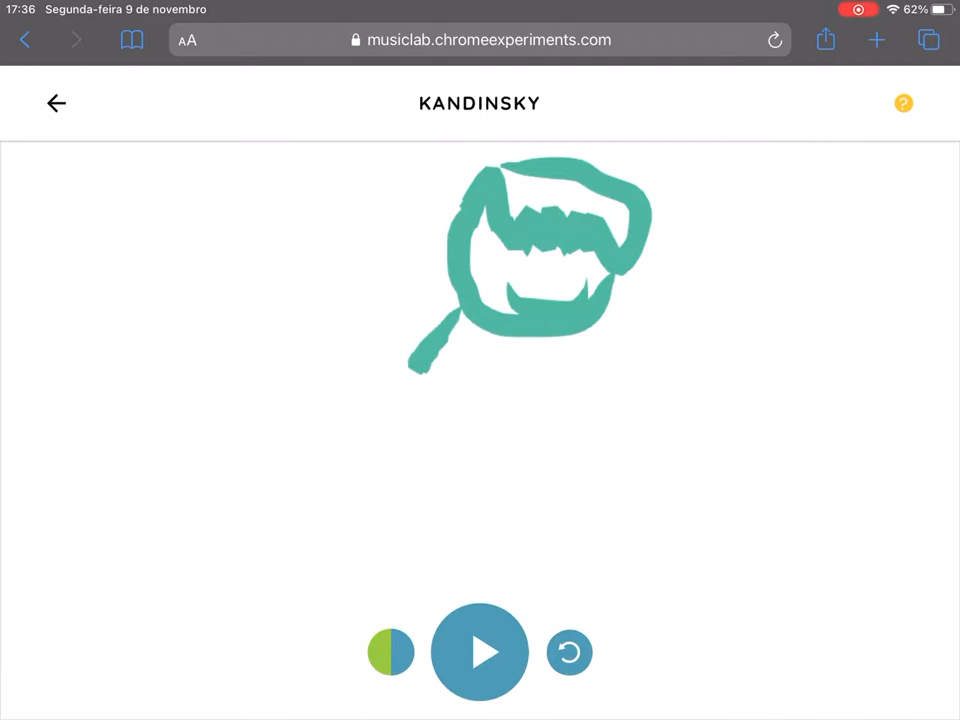 17:36 Segunda-feira 9 de novembro 62%
AA musiclab.chromeexperiments.com
KANDINSKY
?